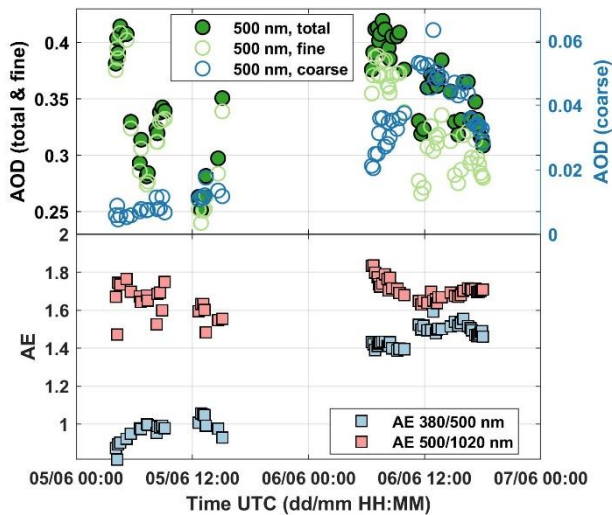 500 nm, total
500 nm, fine
500 nm, coarse
0.4
0.35
0.3
0.25
AOD (total & fine)
0.06
0.04
0.02
0
AOD (coarse)
2
1.8
1.6
1.4
1.2
1
AE
AE 380/500 nm
AE 500/1020 nm
05/06 00:00 05/06 12:00 06/06 00:00 06/06 12:00 07/06 00:00
Time UTC (dd/mm HH:MM)